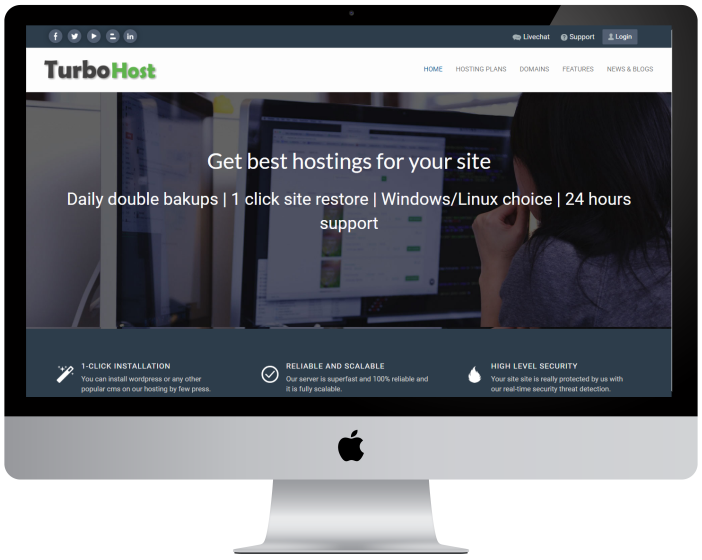 Livechat Support Login
TurboHost
HOME HOSTING PLANS DOMAINS FEATURES NEWS & BLOGS
Get best hostings for your site
Daily double bakups | 1 click site restore | Windows/Linux choice | 24 hours
support
1-CLICK INSTALLATION
You can install wordpress or any other
popular cms on our hosting by few press.
RELIABLE AND SCALABLE
Our server is superfast and 100% reliable and
it is fully scalable.
HIGH LEVEL SECURITY
Your site site is really protected by us with
our real-time security threat detection.